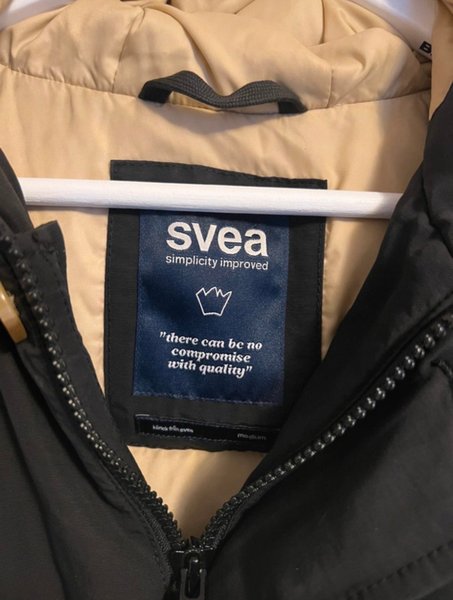 svea
simplicity improved
"there can be no
compromise
with quality"
medium